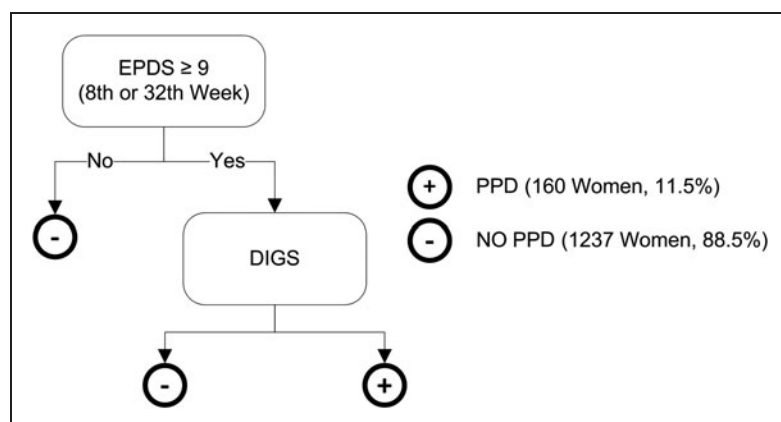 EPDS ≥ 9
(8th or 32th Week)
No
Yes
DIGS
-
-
+
+ PPD (160 Women, 11.5%)
- NO PPD (1237 Women, 88.5%)